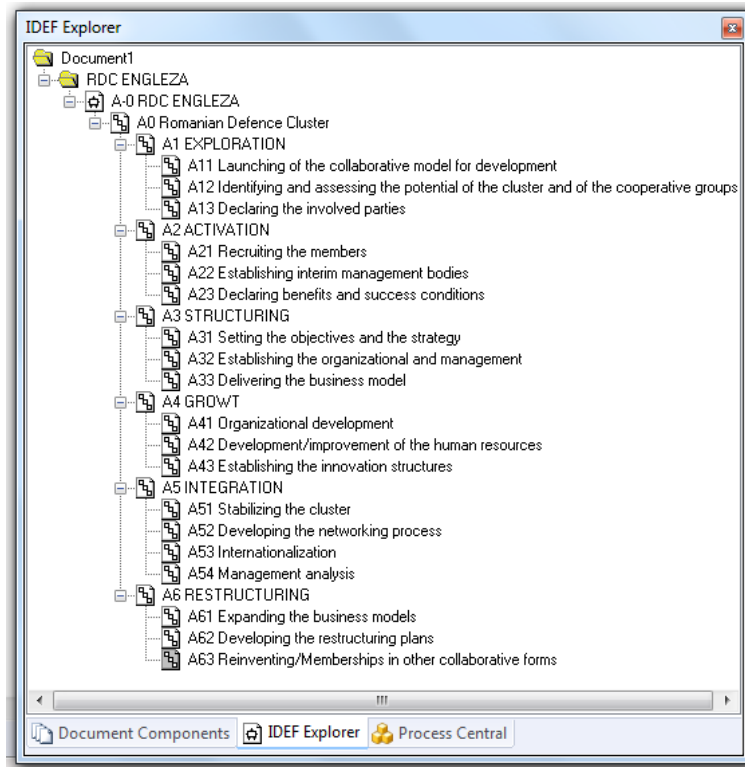 IDEF Explorer
Document1
RDC ENGLEZA
A-0 RDC ENGLEZA
A0 Romanian Defence Cluster
A1 EXPLORATION
A11 Launching of the collaborative model for development
A12 Identifying and assessing the potential of the cluster and of the cooperative groups
A13 Declaring the involved parties
A2 ACTIVATION
A21 Recruiting the members
A22 Establishing interim management bodies
A23 Declaring benefits and success conditions
A3 STRUCTURING
A31 Setting the objectives and the strategy
A32 Establishing the organizational and management
A33 Delivering the business model
A4 GROWT
A41 Organizational development
A42 Development/improvement of the human resources
A43 Establishing the innovation structures
A5 INTEGRATION
A51 Stabilizing the cluster
A52 Developing the networking process
A53 Internationalization
A54 Management analysis
A6 RESTRUCTURING
A61 Expanding the business models
A62 Developing the restructuring plans
A63 Reinventing/Memberships in other collaborative forms
Document Components IDEF Explorer Process Central